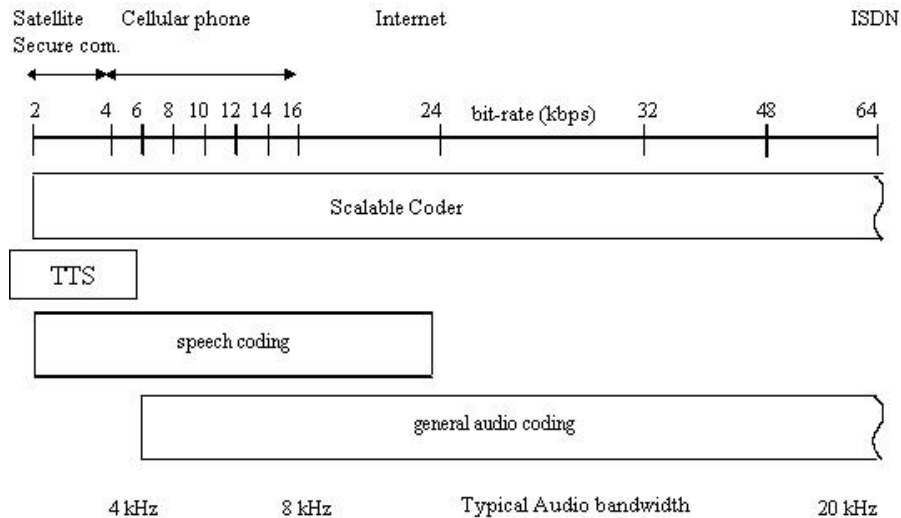 Satellite Cellular phone Internet ISDN
Secure com.
2 4 6 8 10 12 14 16 24 bit-rate (kbps) 32 48 64
Scalable Coder
TTS
speech coding
general audio coding
4 kHz 8 kHz Typical Audio bandwidth 20 kHz